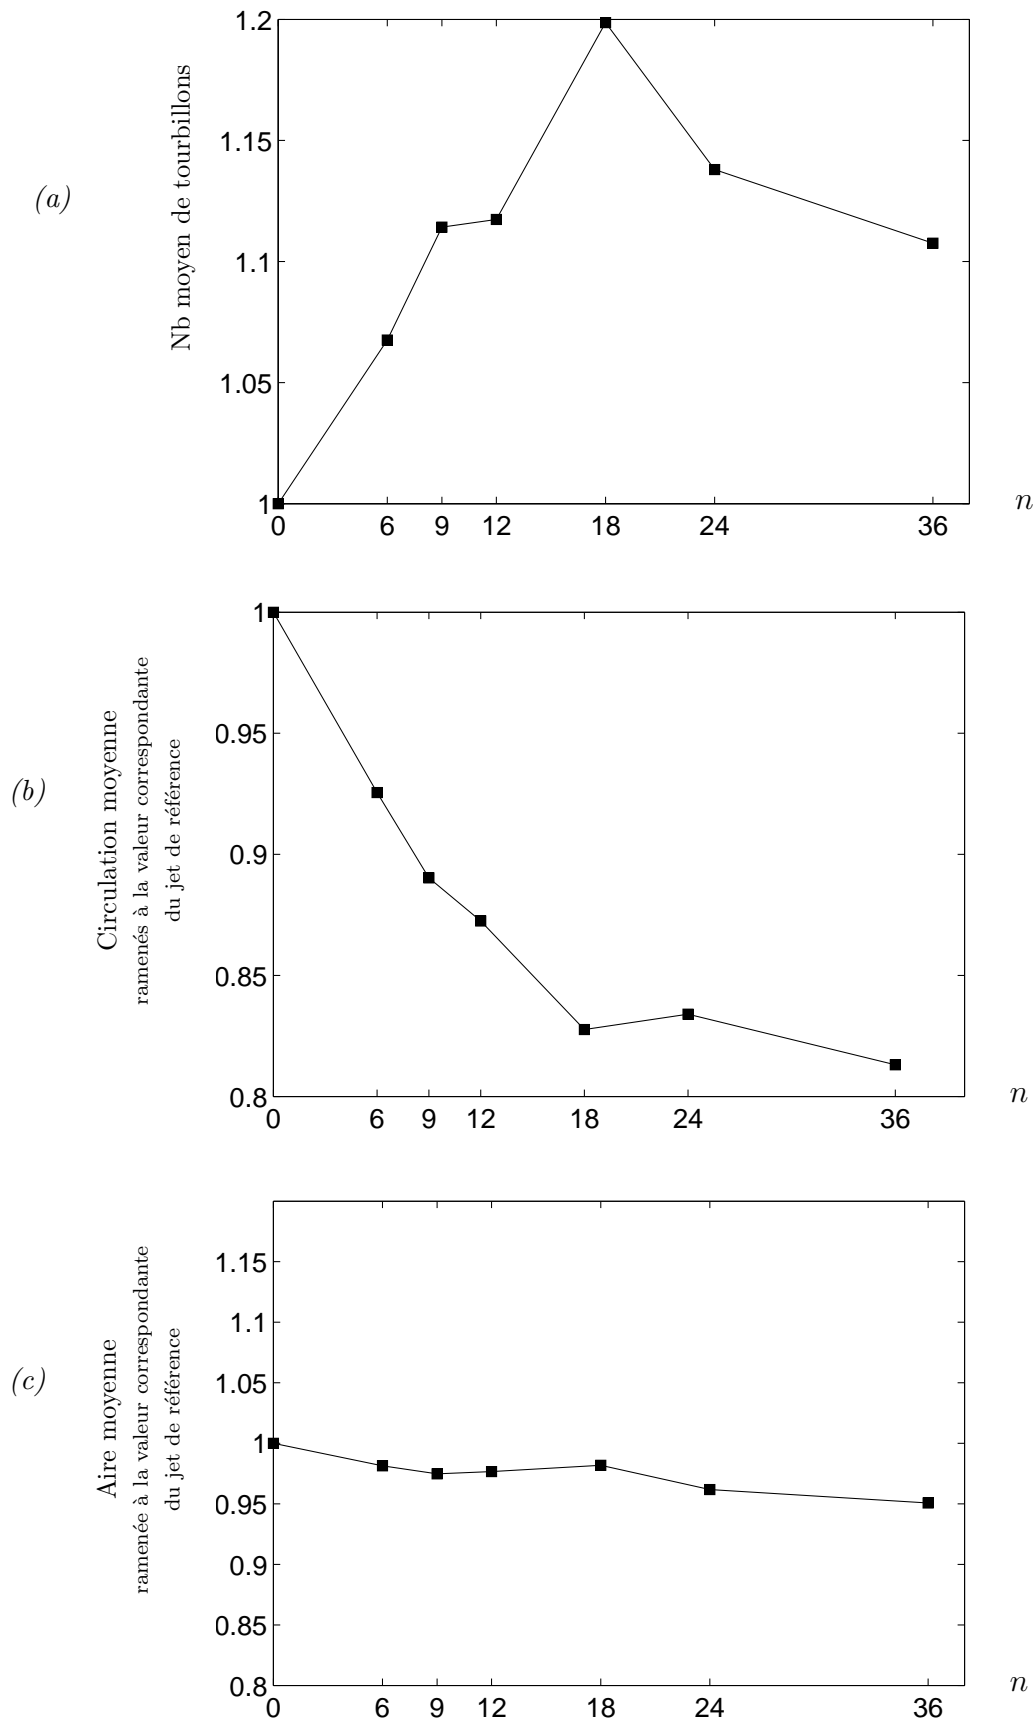 (a)
Nb moyen de tourbillons
1.2
1.15
1.1
1.05
1
0 6 9 12 18 24 36
n
(b)
Circulation moyenne
ramenés à la valeur correspondante
du jet de référence
1
0.95
0.9
0.85
0.8
0 6 9 12 18 24 36
n
(c)
Aire moyenne
ramenée à la valeur correspondante
du jet de référence
1.15
1.1
1.05
1
0.95
0.9
0.85
0.8
0 6 9 12 18 24 36
n